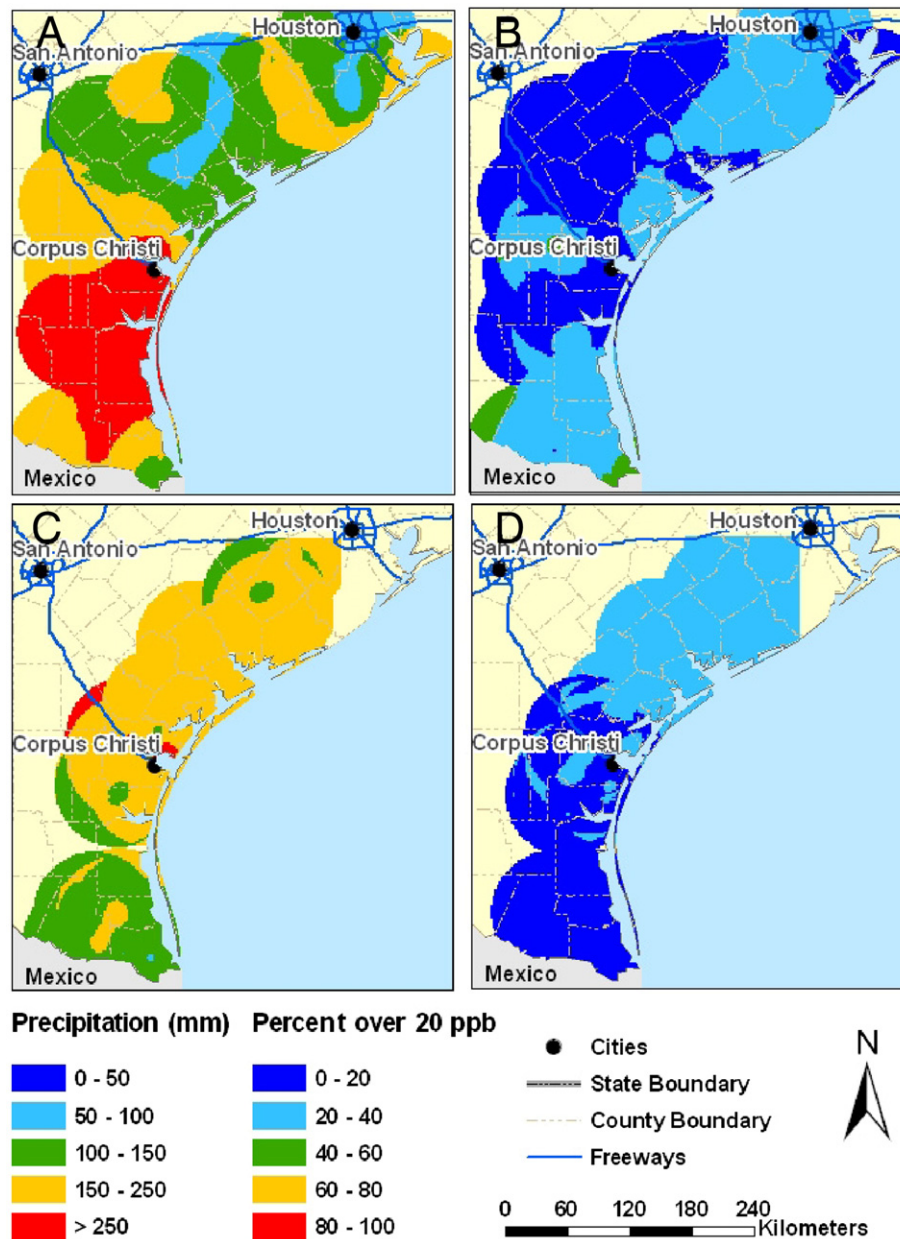 A
Houston
San Antonio
Corpus Christi
Mexico
B
Houston
San Antonio
Corpus Christi
Mexico
C
Houston
San Antonio
Corpus Christi
Mexico
D
Houston
San Antonio
Corpus Christi
Mexico
Precipitation (mm)
0 - 50
50 - 100
100 - 150
150 - 250
> 250
Percent over 20 ppb
0 - 20
20 - 40
40 - 60
60 - 80
80 - 100
Cities
State Boundary
County Boundary
Freeways
N
0 60 120 180 240
Kilometers